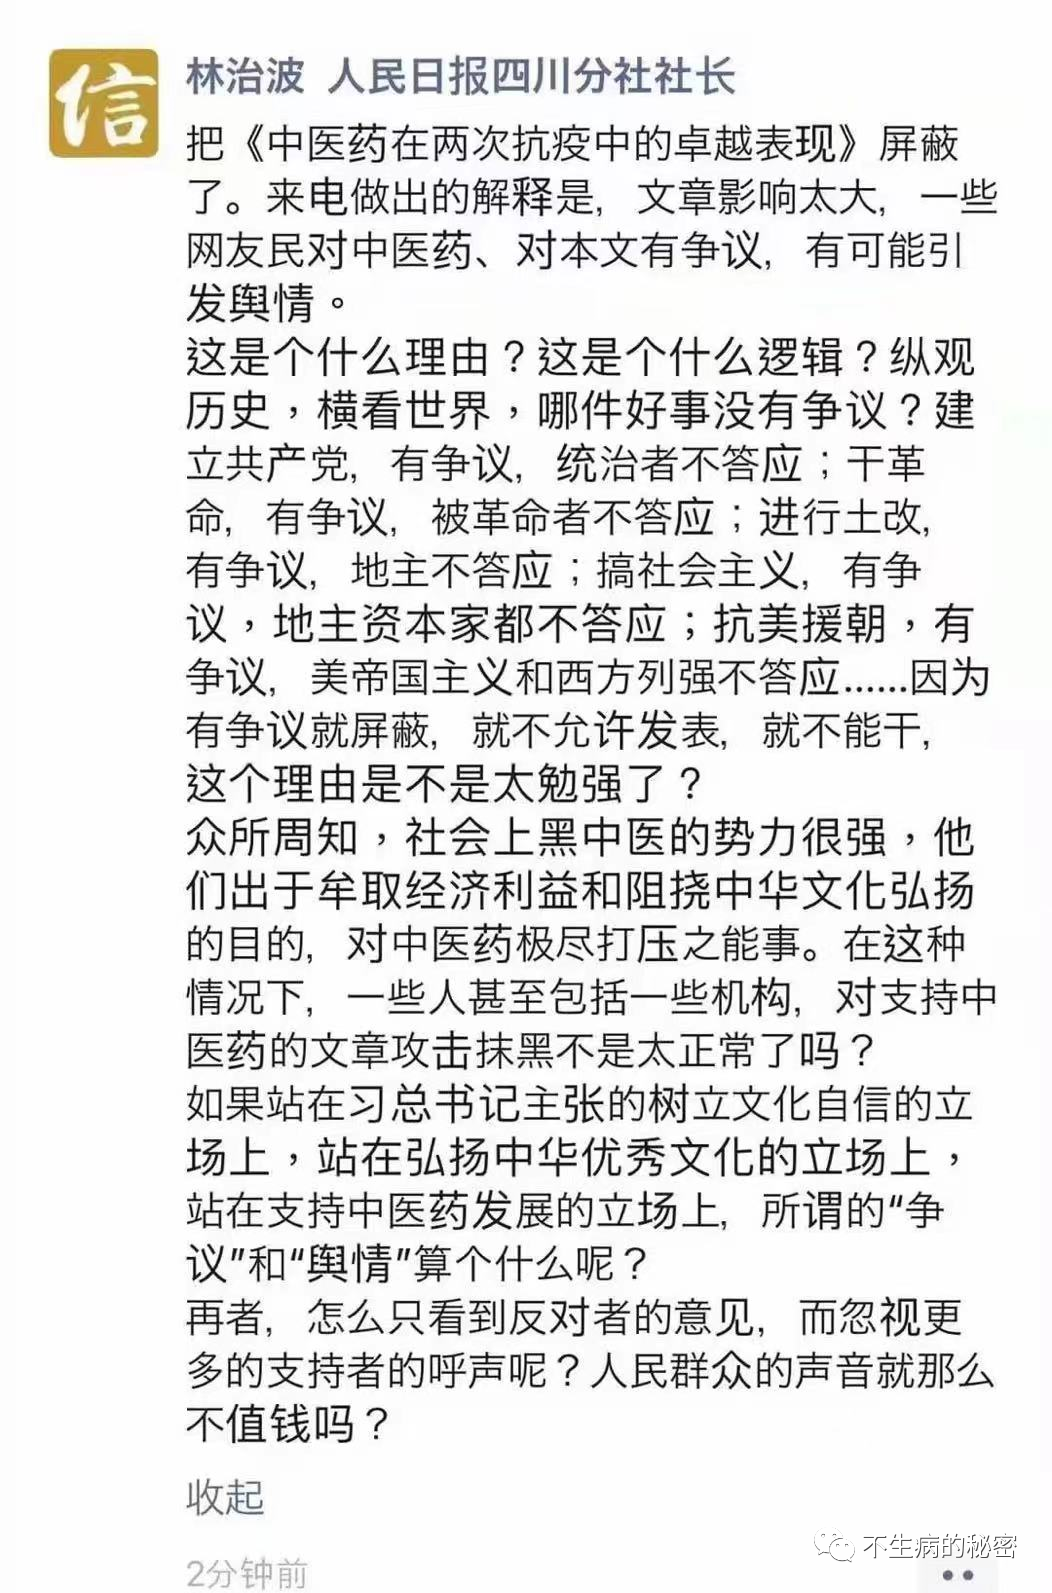 信
林治波 人民日报四川分社社长
把《中医药在两次抗疫中的卓越表现》屏蔽
了。来电做出的解释是，文章影响太大，一些
网友民对中医药、对本文有争议，有可能引
发舆情。
这是个什么理由？这是个什么逻辑？纵观
历史，横看世界，哪件好事没有争议？建
立共产党，有争议，统治者不答应；干革
命，有争议，被革命者不答应；进行土改，
有争议，地主不答应；搞社会主义，有争
议，地主资本家都不答应；抗美援朝，有
争议，美帝国主义和西方列强不答应......因为
有争议就屏蔽，就不允许发表，就不能干，
这个理由是不是太勉强了？
众所周知，社会上黑中医的势力很强，他
们出于牟取经济利益和阻挠中华文化弘扬
的目的，对中医药极尽打压之能事。在这种
情况下，一些人甚至包括一些机构，对支持中
医药的文章攻击抹黑不是太正常了吗？
如果站在习总书记主张的树立文化自信的立
场上，站在弘扬中华优秀文化的立场上，
站在支持中医药发展的立场上，所谓的“争
议”和“舆情”算个什么呢？
再者，怎么只看到反对者的意见，而忽视更
多的支持者的呼声呢？人民群众的声音就那么
不值钱吗？
收起
不生病的秘密
2分钟前